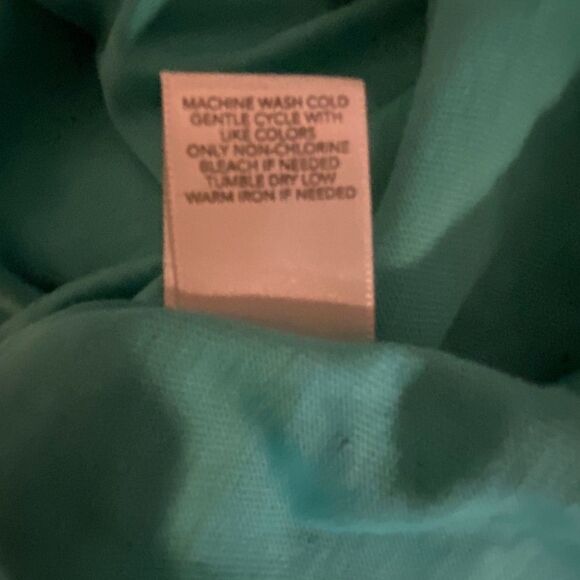 MACHINE WASH COLD
GENTLE CYCLE WITH
LIKE COLORS
ONLY NON-CHLORINE
BLEACH IF NEEDED
TUMBLE DRY LOW
WARM IRON IF NEEDED